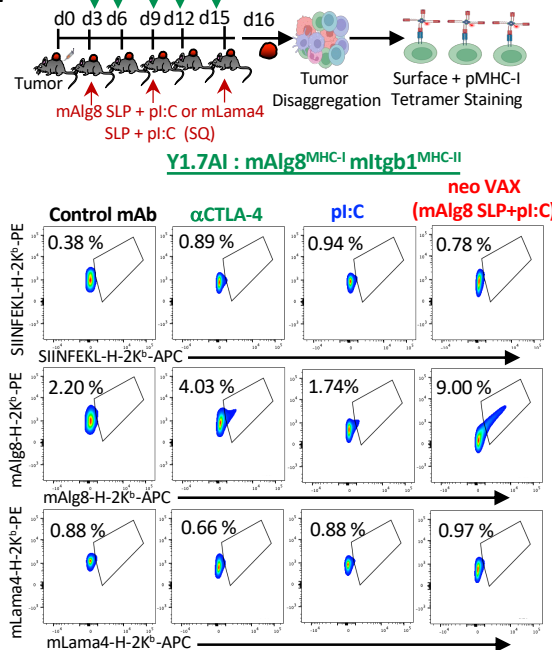 d0 d3 d6 d9 d12 d15 d16
Tumor
mAlg8 SLP + pI:C or mLama4
SLP + pI:C (SQ)
Tumor
Disaggregation
Surface + pMHC-I
Tetramer Staining
Y1.7AI : mAlg8MHC-I mItgb1MHC-II
Control mAb
αCTLA-4
pI:C
neo VAX
(mAlg8 SLP+pI:C)
SIINFEKL-H-2Kb-PE
0.38 %
0.89 %
0.94 %
0.78 %
SIINFEKL-H-2Kb-APC
mAlg8-H-2Kb-PE
2.20 %
4.03 %
1.74%
9.00 %
mAlg8-H-2Kb-APC
mLama4-H-2Kb-PE
0.88 %
0.66 %
0.88 %
0.97 %
mLama4-H-2Kb-APC